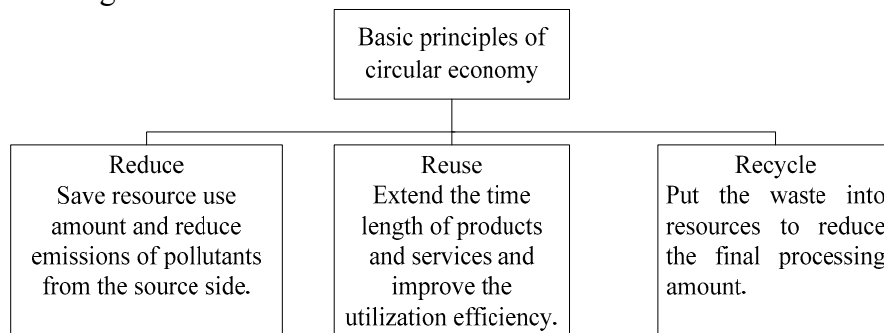 Basic principles of
circular economy
Reduce
Save resource use
amount and reduce
emissions of pollutants
from the source side.
Reuse
Extend the time
length of products
and services and
improve the
utilization efficiency.
Recycle
Put the waste into
resources to reduce
the final processing
amount.